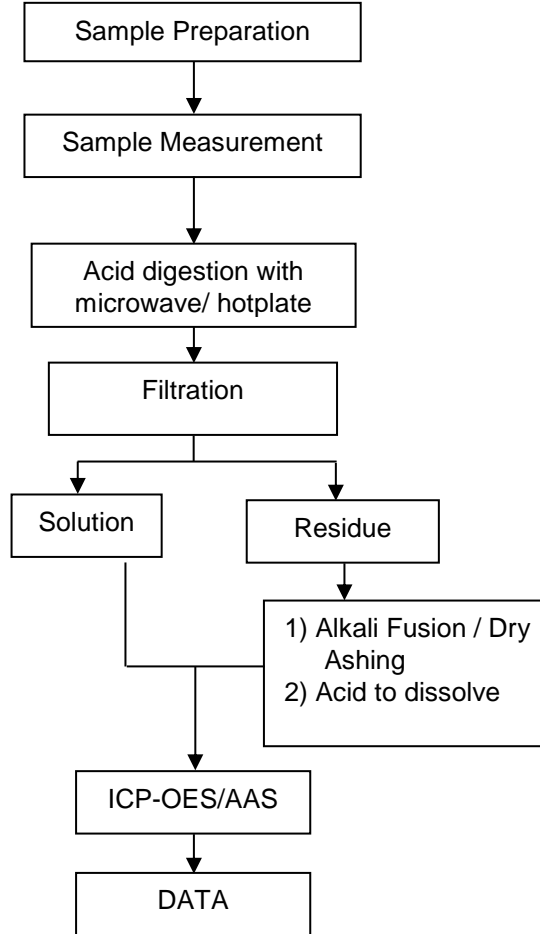 Sample Preparation
Sample Measurement
Acid digestion with
microwave/ hotplate
Filtration
Solution
Residue
1) Alkali Fusion / Dry
Ashing
2) Acid to dissolve
ICP-OES/AAS
DATA